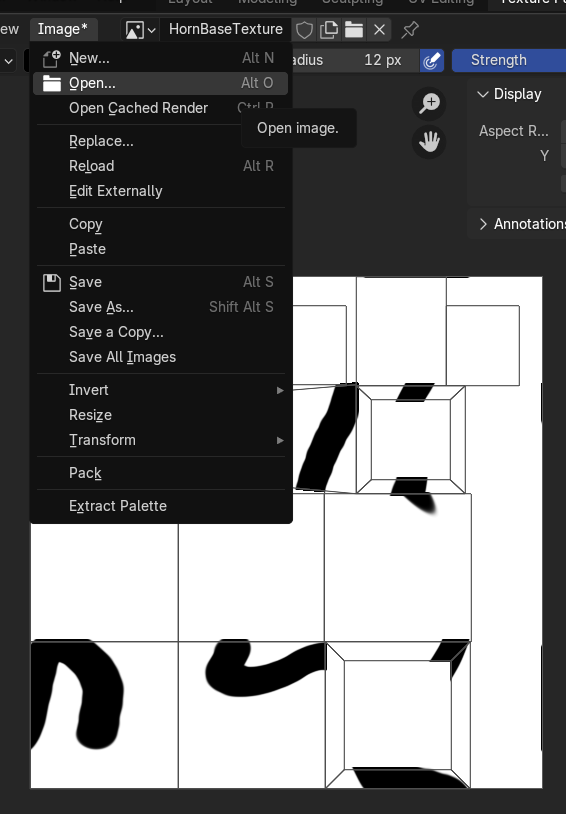 ew Image* HornBaseTexture
New... Alt N
adius 12 px Strength
Open... Alt O
Display
Open Cached Render
Open image.
Aspect R...
Replace...
Y
Reload Alt R
Edit Externally
Copy
Annotations
Paste
Save Alt S
Save As... Shift Alt S
Save a Copy...
Save All Images
Invert
Resize
Transform
Pack
Extract Palette